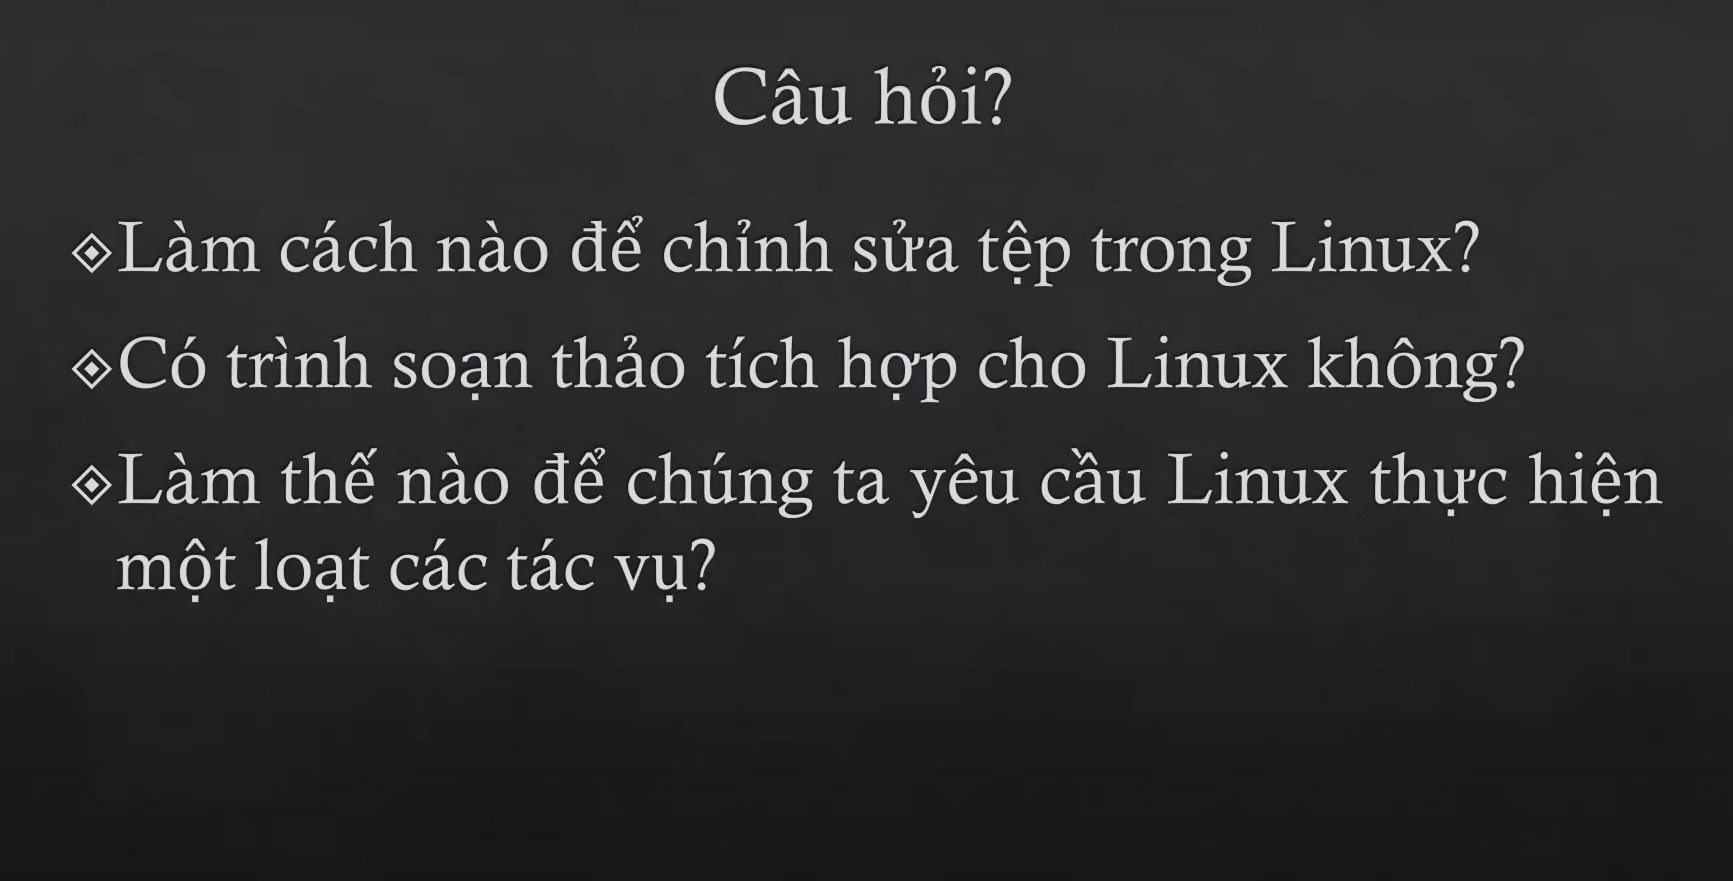 Câu hỏi?
Làm cách nào để chỉnh sửa tệp trong Linux?
Có trình soạn thảo tích hợp cho Linux không?
Làm thế nào để chúng ta yêu cầu Linux thực hiện
một loạt các tác vụ?